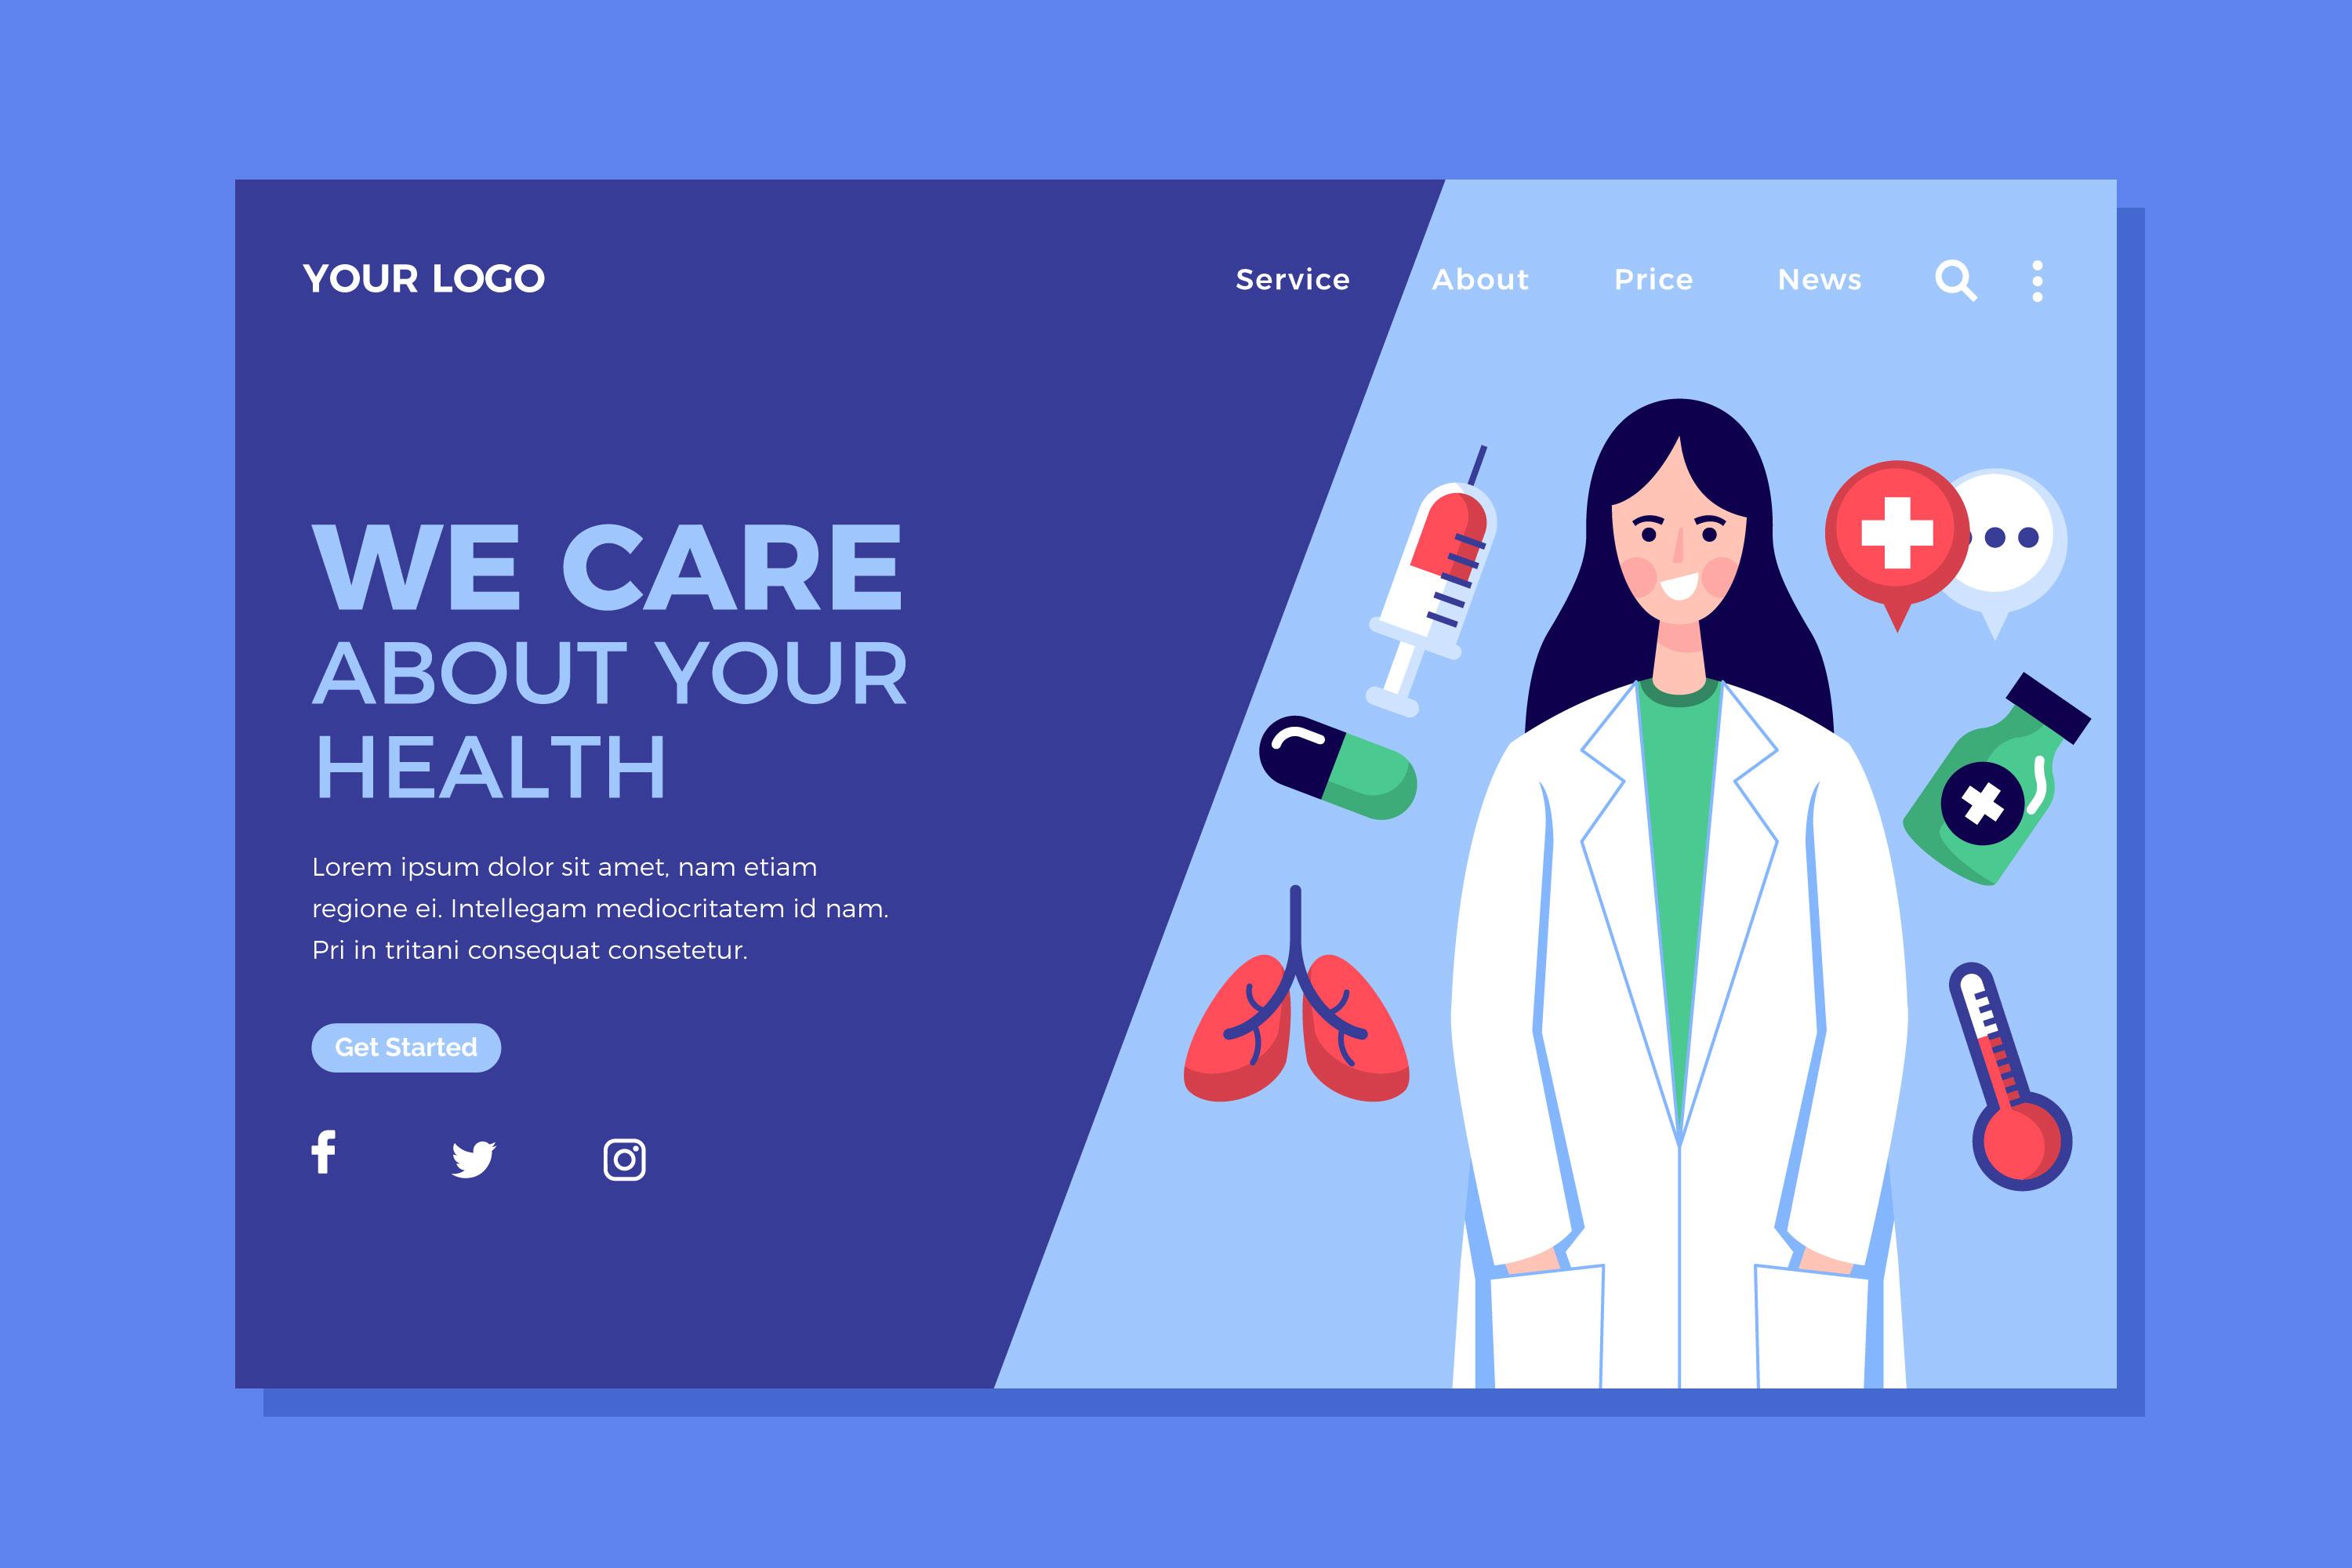 YOUR LOGO
Service About Price News
WE CARE
ABOUT YOUR
HEALTH
Lorem ipsum dolor sit amet, nam etiam
regione ei. Intellegam mediocritatem id nam.
Pri in tritani consequat consetetur.
Get Started